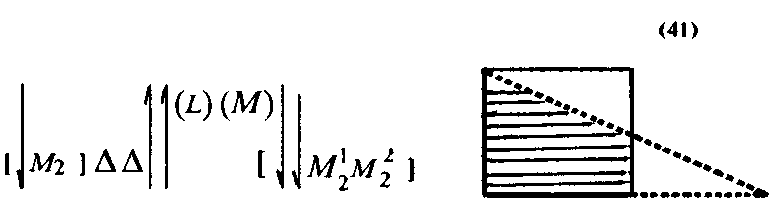 (41)
[↓M₂ ] Δ Δ ↑↑(L) (M) [ ↓↓M₂¹M₂² ]